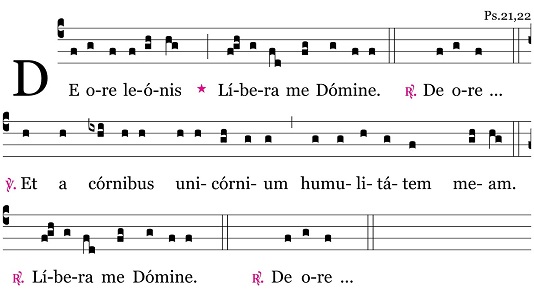 Ps.21,22
DE o-re le-ó-nis ★ Lí-be-ra me Dómine. ℟. De o-re ...
℣. Et a córnibus uni-córni-um humu-li-tá-tem me-am.
℟. Lí-be-ra me Dómine. ℟. De o-re ...